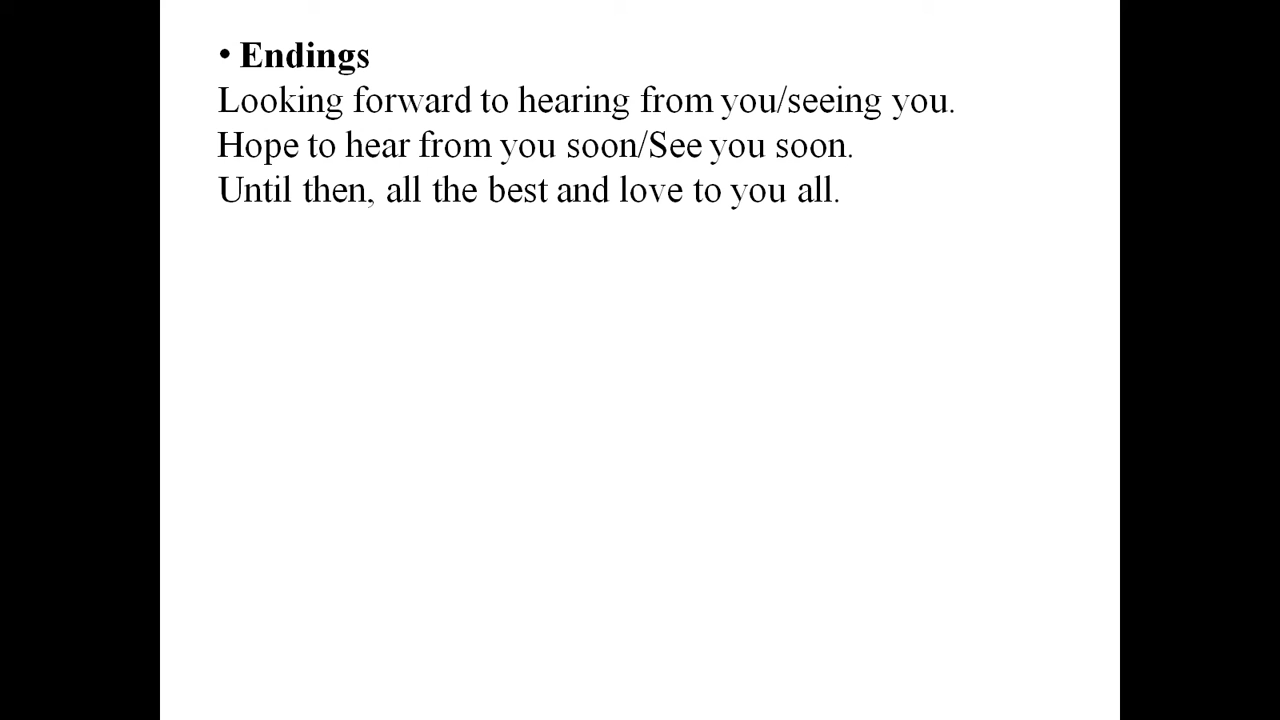 • Endings
Looking forward to hearing from you/seeing you.
Hope to hear from you soon/See you soon.
Until then, all the best and love to you all.